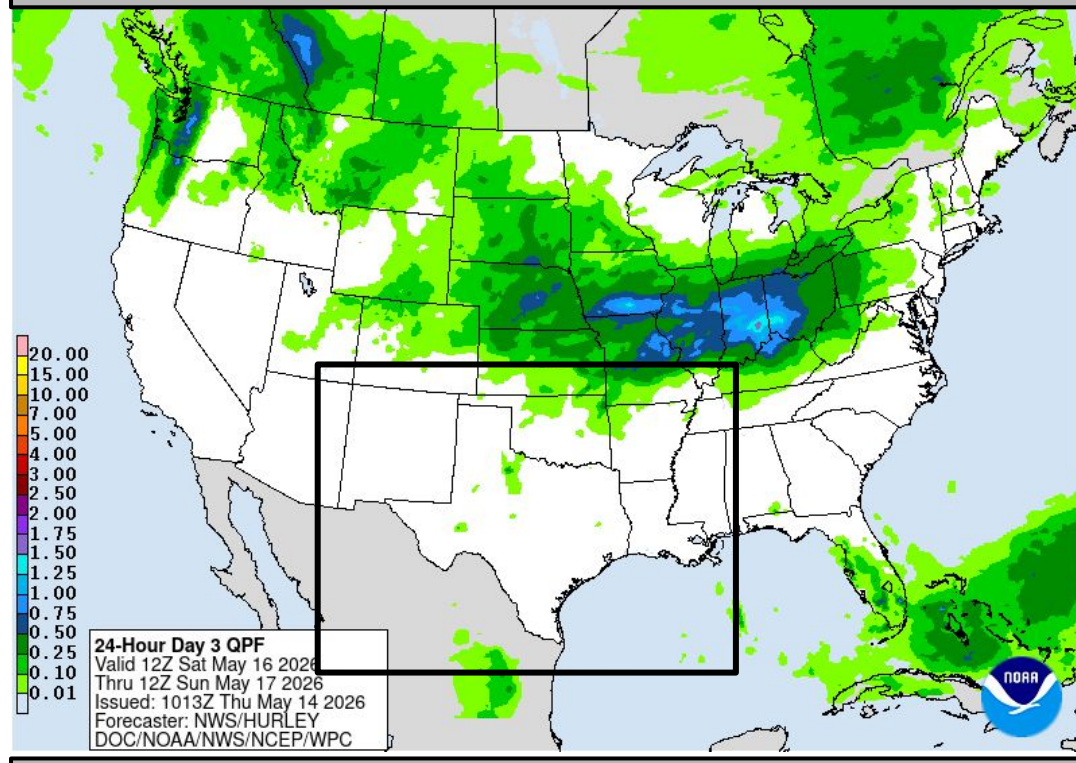 20.00
15.00
10.00
7.00
5.00
4.00
3.00
2.50
2.00
1.75
1.50
1.25
1.00
0.75
0.50
0.25
0.10
0.01
24-Hour Day 3 QPF
Valid 12Z Sat May 16 2026
Thru 12Z Sun May 17 2026
Issued: 1013Z Thu May 14 2026
Forecaster: NWS/HURLEY
DOC/NOAA/NWS/NCEP/WPC
NOAA